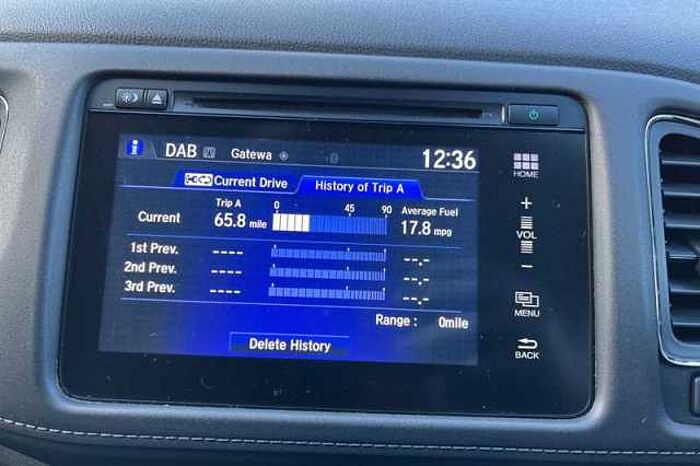 DAB Gatewa 12:36
HOME
Current Drive History of Trip A
Trip A 0 45 90 Average Fuel
Current 65.8 mile 17.8 mpg
+
VOL
−
1st Prev. ---- --.-
2nd Prev. ---- --.-
3rd Prev. ---- --.-
Range : 0mile
MENU
Delete History
BACK